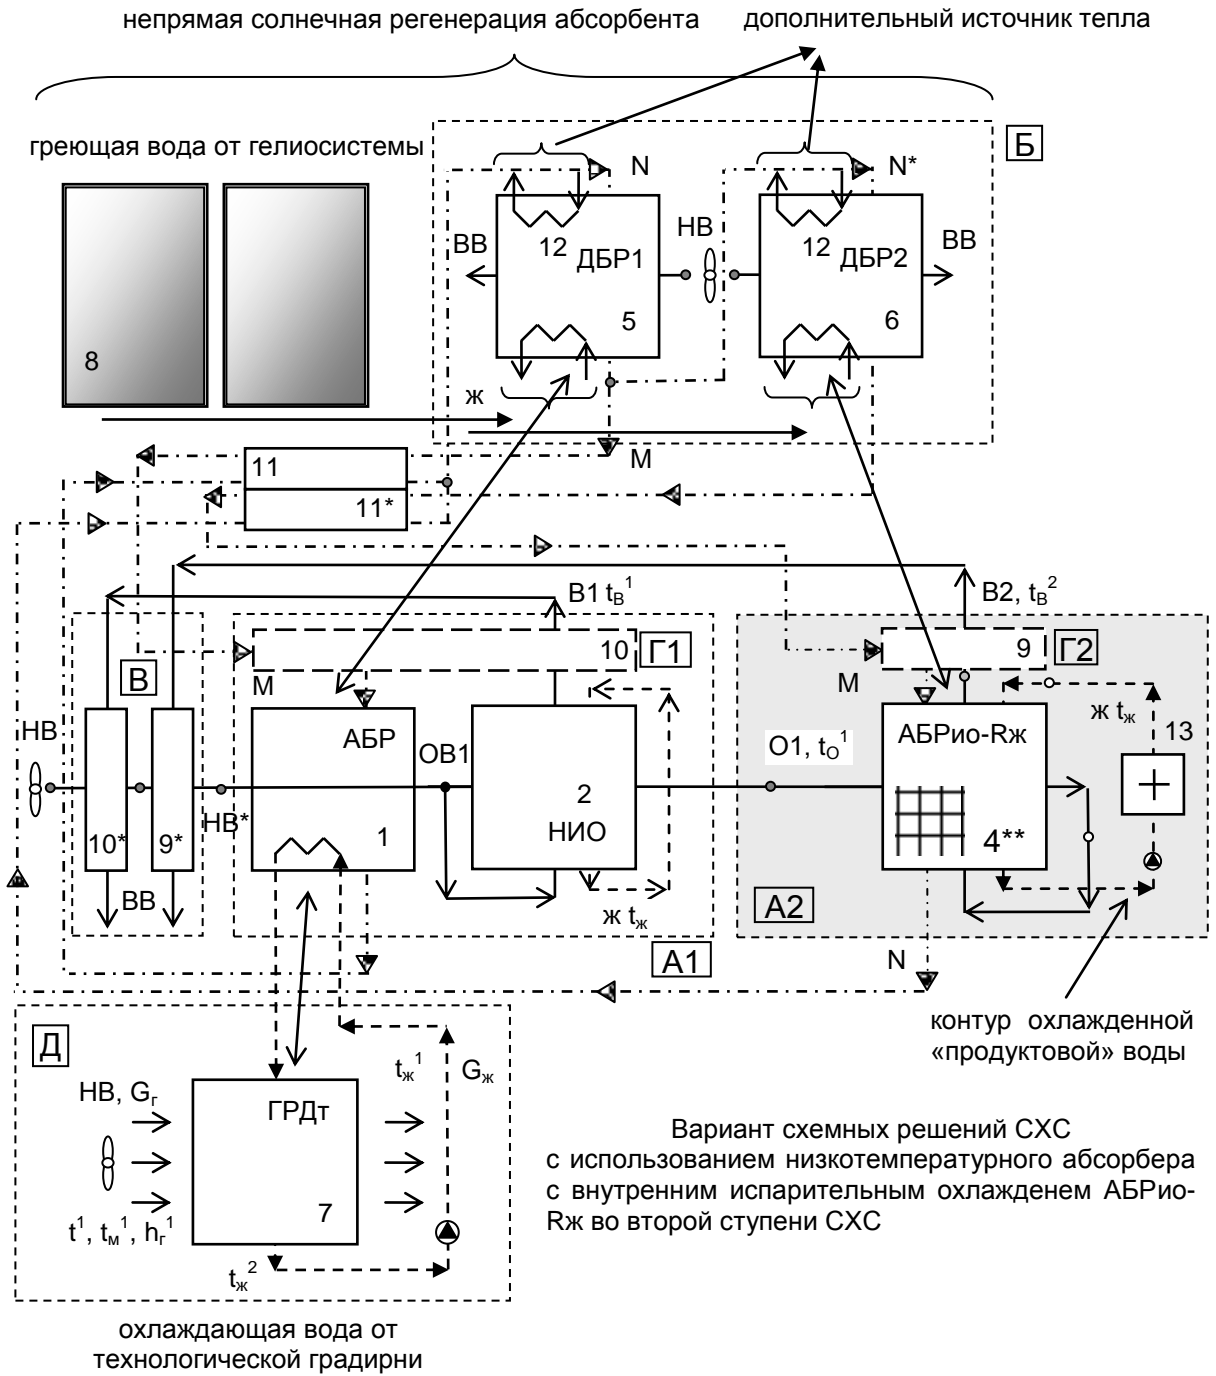 непрямая солнечная регенерация абсорбента
дополнительный источник тепла
греющая вода от гелиосистемы
Б
N
N*
12
ДБР1
5
ВВ
НВ
12
ДБР2
6
ВВ
8
ж
М
11
11*
В1 tВ1
В2, tВ2
В
10
Г1
9
Г2
М
М
НВ
АБР
ОВ1
О1, tО1
АБРио-Rж
ж tж
13
2
НИО
10*
9*
НВ*
1
4**
ВВ
ж tж
А2
А1
N
контур охлажденной
«продуктовой» воды
Д
НВ, Gг
ГРДт
tж1
Gж
7
t1, tм1, hг1
tж2
Вариант схемных решений СХС
с использованием низкотемпературного абсорбера
с внутренним испарительным охлажденем АБРио-
Rж во второй ступени СХС
охлаждающая вода от
технологической градирни